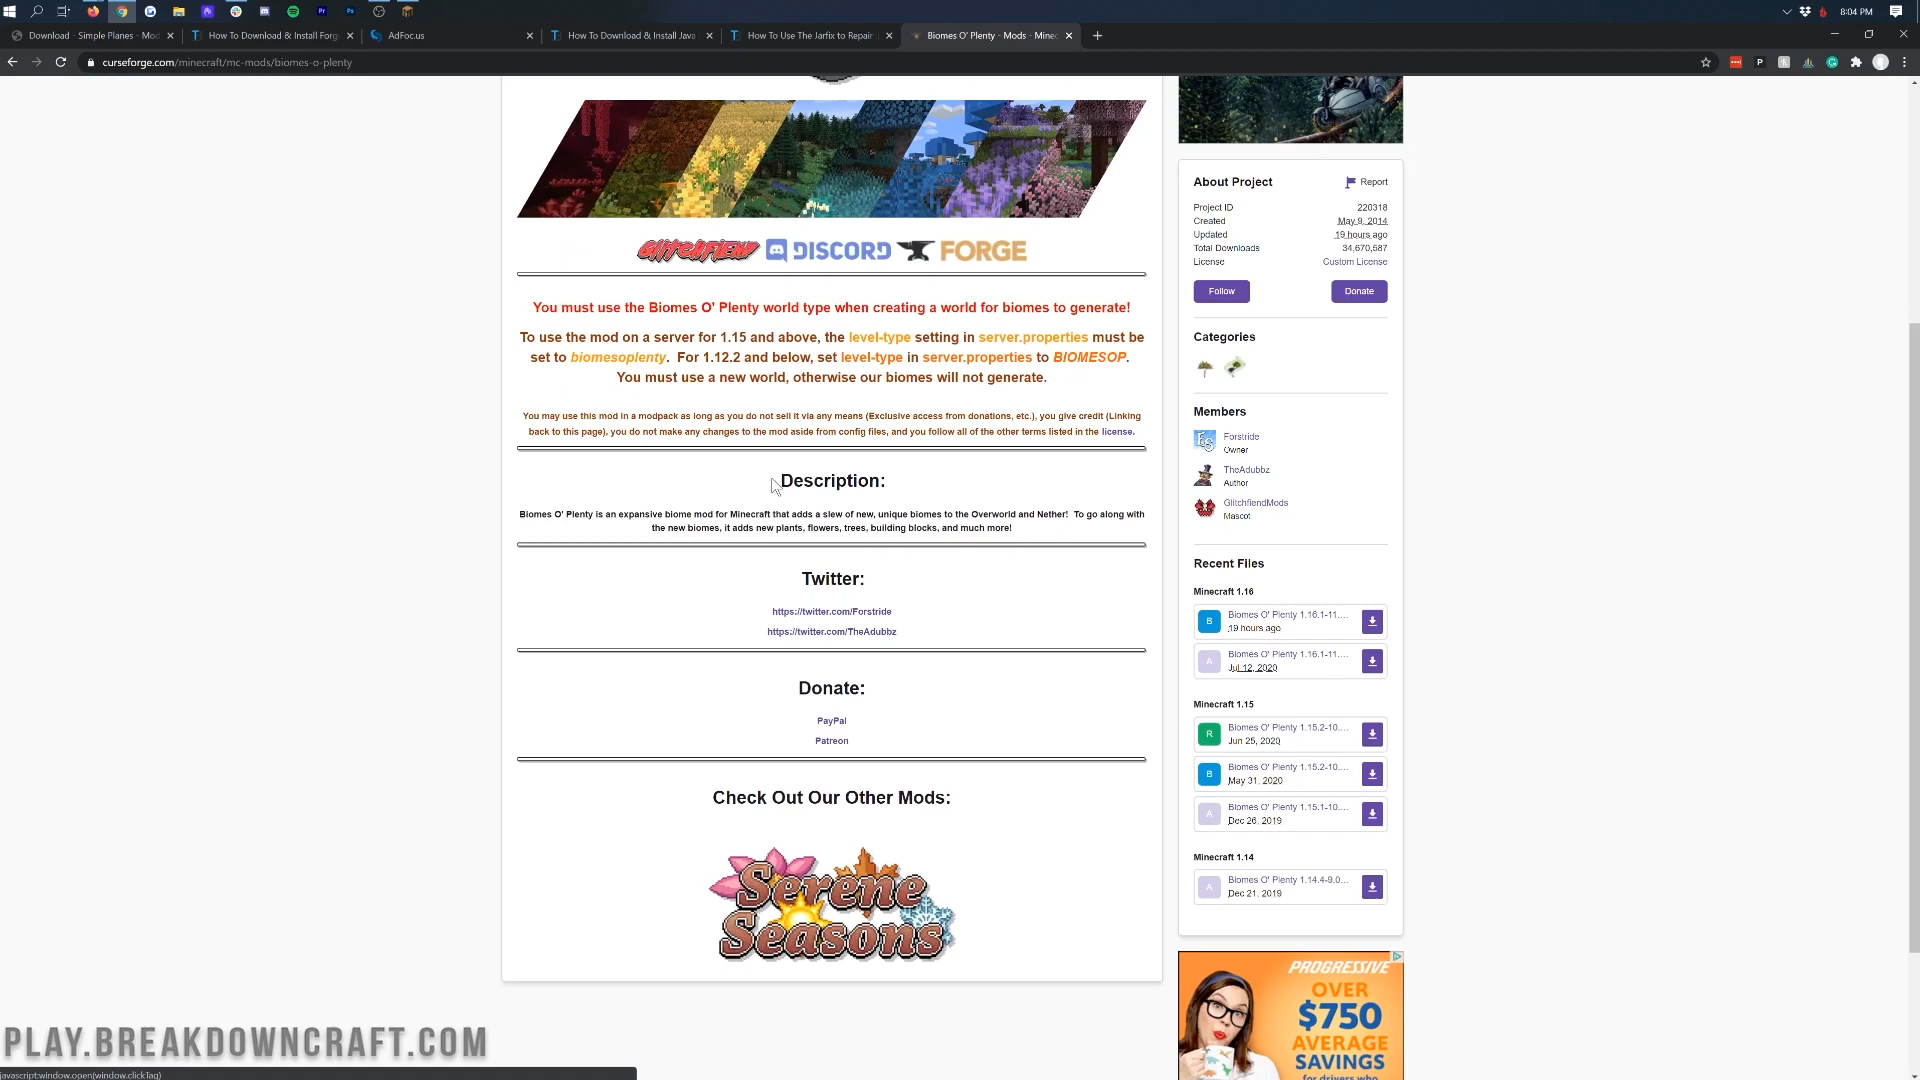 8:04 PM
Download - Simple Planes - Mod
How To Download & Install Forg
AdFoc.us
How To Download & Install Java
How To Use The Jarfix to Repair
Biomes O' Plenty - Mods - Minec
curseforge.com/minecraft/mc-mods/biomes-o-plenty
GLITCHFIEND DISCORD FORGE
You must use the Biomes O' Plenty world type when creating a world for biomes to generate!
To use the mod on a server for 1.15 and above, the level-type setting in server.properties must be
set to biomesoplenty. For 1.12.2 and below, set level-type in server.properties to BIOMESOP.
You must use a new world, otherwise our biomes will not generate.
You may use this mod in a modpack as long as you do not sell it via any means (Exclusive access from donations, etc.), you give credit (Linking
back to this page), you do not make any changes to the mod aside from config files, and you follow all of the other terms listed in the license.
Description:
Biomes O' Plenty is an expansive biome mod for Minecraft that adds a slew of new, unique biomes to the Overworld and Nether! To go along with
the new biomes, it adds new plants, flowers, trees, building blocks, and much more!
Twitter:
https://twitter.com/Forstride
https://twitter.com/TheAdubbz
Donate:
PayPal
Patreon
Check Out Our Other Mods:
Serene
Seasons
About Project
Report
Project ID 220318
Created May 9, 2014
Updated 19 hours ago
Total Downloads 34,670,587
License Custom License
Follow
Donate
Categories
Members
Forstride
Owner
TheAdubbz
Author
GlitchfiendMods
Mascot
Recent Files
Minecraft 1.16
B Biomes O' Plenty 1.16.1-11....
19 hours ago
A Biomes O' Plenty 1.16.1-11....
Jul 12, 2020
Minecraft 1.15
R Biomes O' Plenty 1.15.2-10....
Jun 25, 2020
B Biomes O' Plenty 1.15.2-10....
May 31, 2020
A Biomes O' Plenty 1.15.1-10....
Dec 26, 2019
Minecraft 1.14
A Biomes O' Plenty 1.14.4-9.0...
Dec 21, 2019
PROGRESSIVE
OVER
$750
AVERAGE
SAVINGS
for drivers who
PLAY.BREAKDOWNCRAFT.COM
javascript:window.open(window.clickTag)